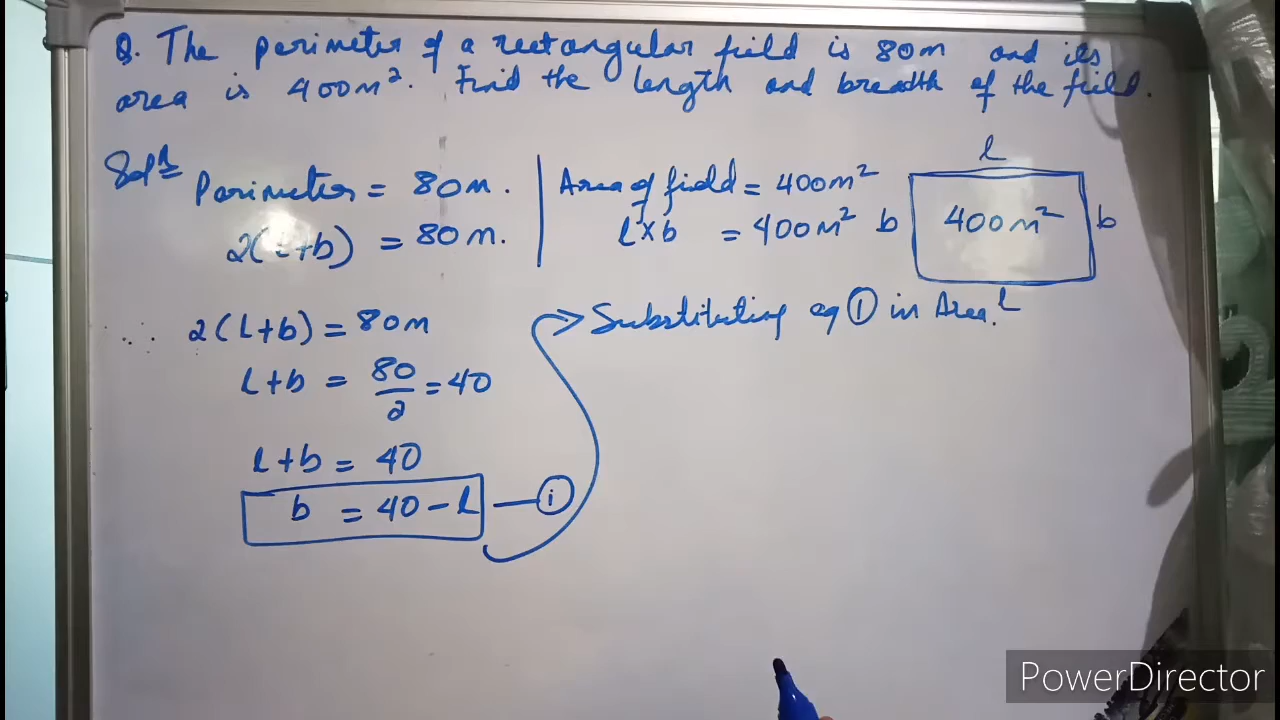 Q. The perimeter of a rectangular field is 80m and its
area is 400m². Find the length and breadth of the field.
Solⁿ
Perimeter = 80m.
2(l+b) = 80m.
Area of field = 400m²
l×b = 400m²
l
b
400m²
b
l
2(l+b) = 80m
l+b = 80/2 = 40
l+b = 40
b = 40-l — (i)
Substituting eq (1) in Area.
PowerDirector